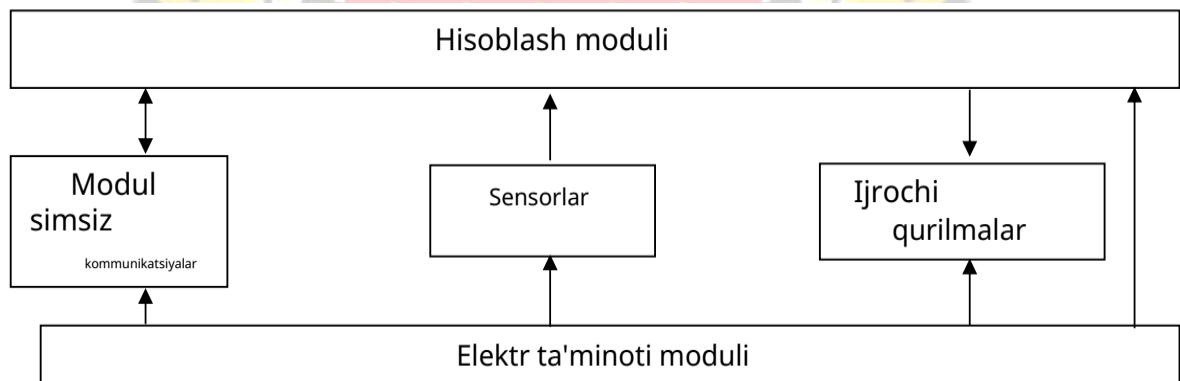 Hisoblash moduli
Modul
simsiz
kommunikatsiyalar
Sensorlar
Ijrochi
qurilmalar
Elektr ta'minoti moduli